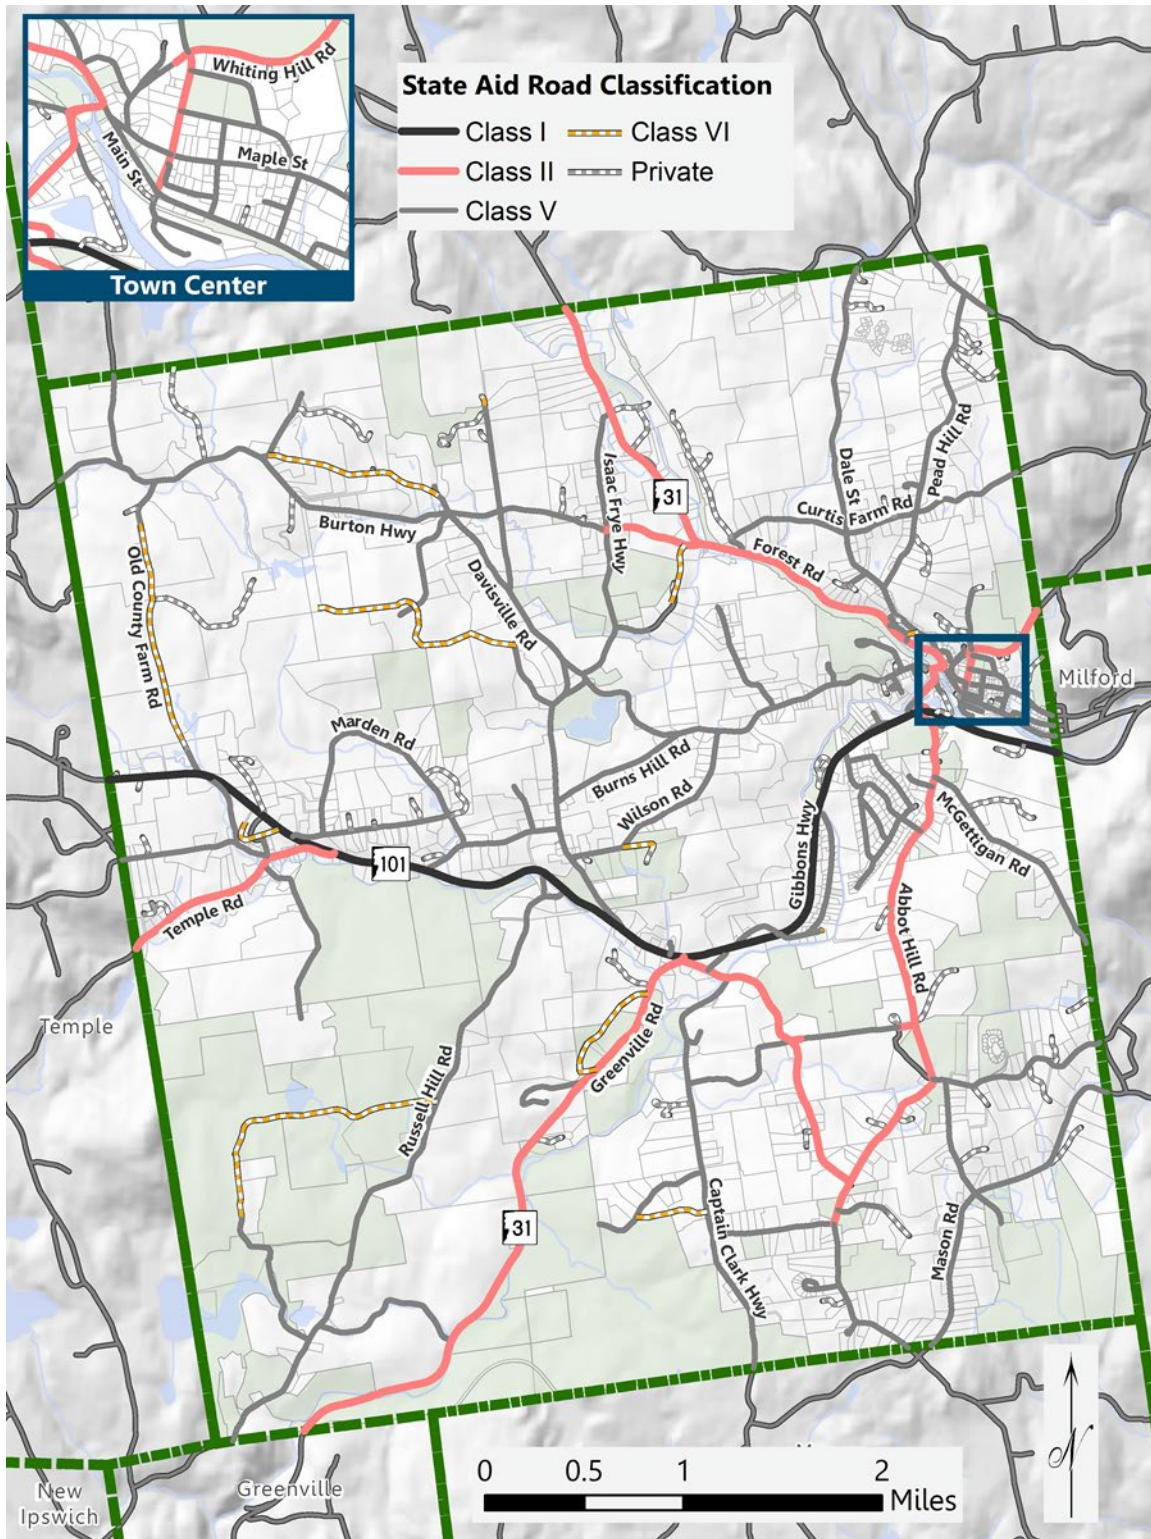 Whiting Hill Rd
Main St
Maple St
Town Center
State Aid Road Classification
Class I
Class VI
Class II
Private
Class V
31
Isaac Frye Hwy
Dale St
Pead Hill Rd
Curtis Farm Rd
Burton Hwy
Forest Rd
Old County Farm Rd
Davisville Rd
Milford
Marden Rd
Burns Hill Rd
Wilson Rd
Gibbons Hwy
McGettigan Rd
101
Temple Rd
Abbot Hill Rd
Temple
Greenville Rd
Russell Hill Rd
31
Captain Clark Hwy
Mason Rd
N
0 0.5 1 2
Miles
Greenville
New
Ipswich